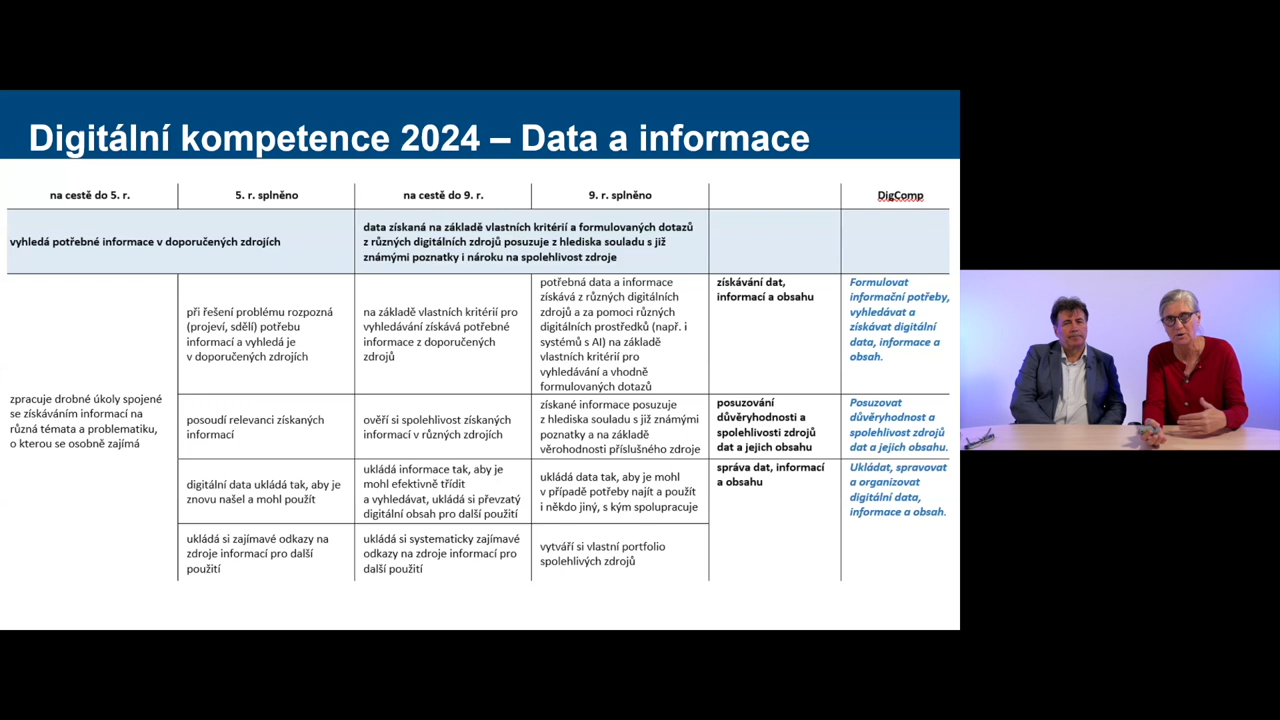 Digitální kompetence 2024 – Data a informace
na cestě do 5. r.
5. r. splněno
na cestě do 9. r.
9. r. splněno
DigComp
vyhledá potřebné informace v doporučených zdrojích
data získaná na základě vlastních kritérií a formulovaných dotazů
z různých digitálních zdrojů posuzuje z hlediska souladu s již
známými poznatky i nároku na spolehlivost zdroje
zpracuje drobné úkoly spojené
se získáváním informací na
různá témata a problematiku,
o kterou se osobně zajímá
při řešení problému rozpozná
(projeví, sdělí) potřebu
informací a vyhledá je
v doporučených zdrojích
na základě vlastních kritérií pro
vyhledávání získává potřebné
informace z doporučených
zdrojů
potřebná data a informace
získává z různých digitálních
zdrojů a za pomoci různých
digitálních prostředků (např. i
systémů s AI) na základě
vlastních kritérií pro
vyhledávání a vhodně
formulovaných dotazů
získávání dat,
informací a obsahu
Formulovat
informační potřeby,
vyhledávat a
získávat digitální
data, informace a
obsah.
posoudí relevanci získaných
informací
ověří si spolehlivost získaných
informací v různých zdrojích
získané informace posuzuje
z hlediska souladu s již známými
poznatky a na základě
věrohodnosti příslušného zdroje
posuzování
důvěryhodnosti a
spolehlivosti zdrojů
dat a jejich obsahu
Posuzovat
důvěryhodnost a
spolehlivost zdrojů
dat a jejich obsahu.
digitální data ukládá tak, aby je
znovu našel a mohl použít
ukládá informace tak, aby je
mohl efektivně třídit
a vyhledávat, ukládá si převzatý
digitální obsah pro další použití
ukládá data tak, aby je mohl
v případě potřeby najít a použít
i někdo jiný, s kým spolupracuje
správa dat, informací
a obsahu
Ukládat, spravovat
a organizovat
digitální data,
informace a obsah.
ukládá si zajímavé odkazy na
zdroje informací pro další
použití
ukládá si systematicky zajímavé
odkazy na zdroje informací pro
další použití
vytváří si vlastní portfolio
spolehlivých zdrojů